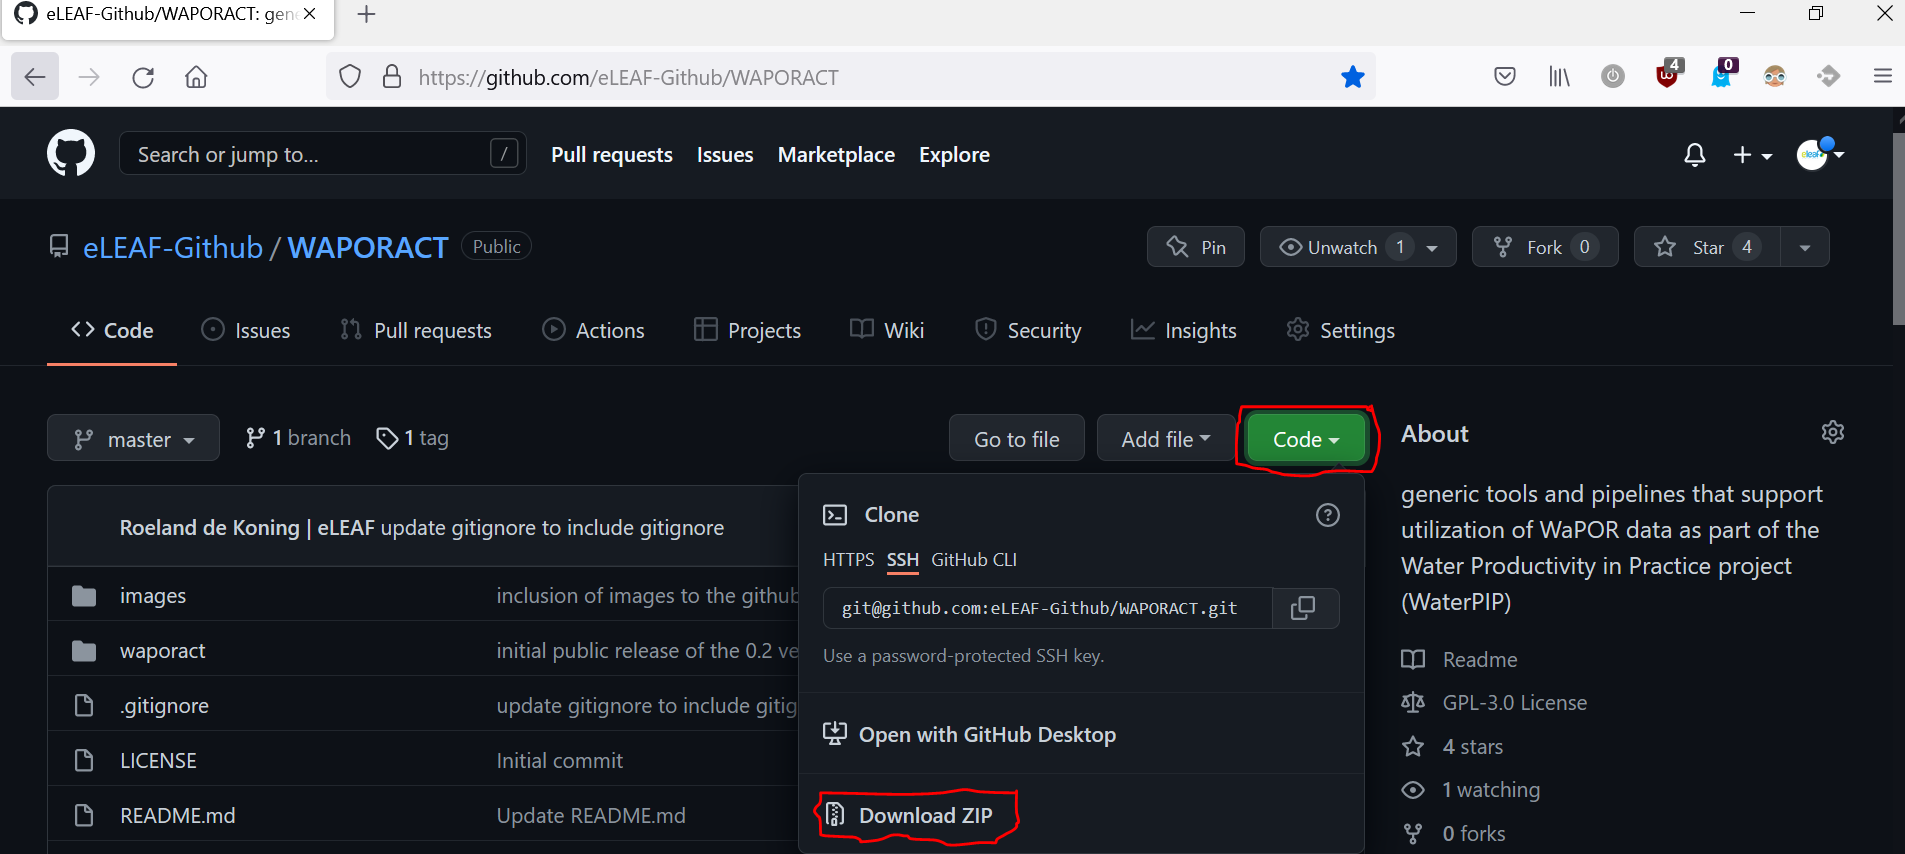 eLEAF-Github/WAPORACT: gen
https://github.com/eLEAF-Github/WAPORACT
4
0
Search or jump to...
/
Pull requests Issues Marketplace Explore
eleaf
eLEAF-Github / WAPORACT Public
Pin
Unwatch 1
Fork 0
Star 4
Code Issues Pull requests Actions Projects Wiki Security Insights Settings
master 1 branch 1 tag
Go to file Add file Code
Roeland de Koning | eLEAF update gitignore to include gitignore
images inclusion of images to the github
waporact initial public release of the 0.2 ve
.gitignore update gitignore to include gitig
LICENSE Initial commit
README.md Update README.md
Clone
HTTPS SSH GitHub CLI
git@github.com:eLEAF-Github/WAPORACT.git
Use a password-protected SSH key.
Open with GitHub Desktop
Download ZIP
About
generic tools and pipelines that support
utilization of WaPOR data as part of the
Water Productivity in Practice project
(WaterPIP)
Readme
GPL-3.0 License
4 stars
1 watching
0 forks